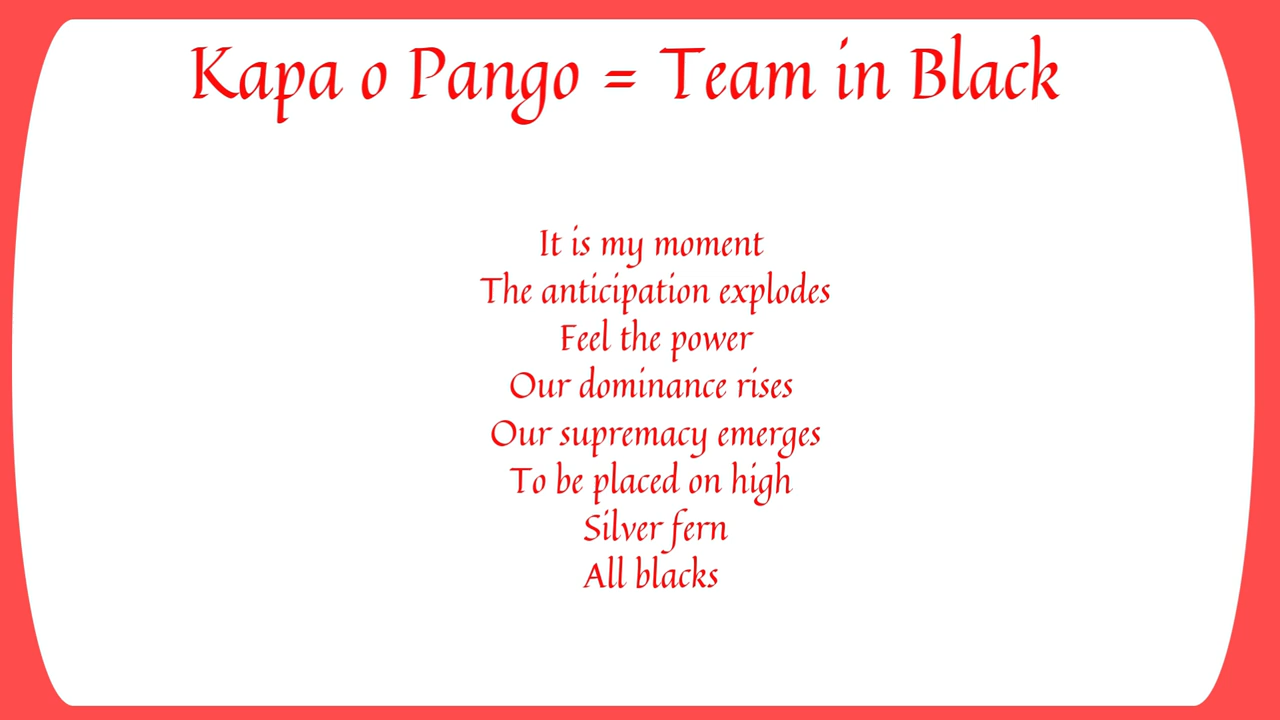 Kapa o Pango = Team in Black
It is my moment
The anticipation explodes
Feel the power
Our dominance rises
Our supremacy emerges
To be placed on high
Silver fern
All blacks